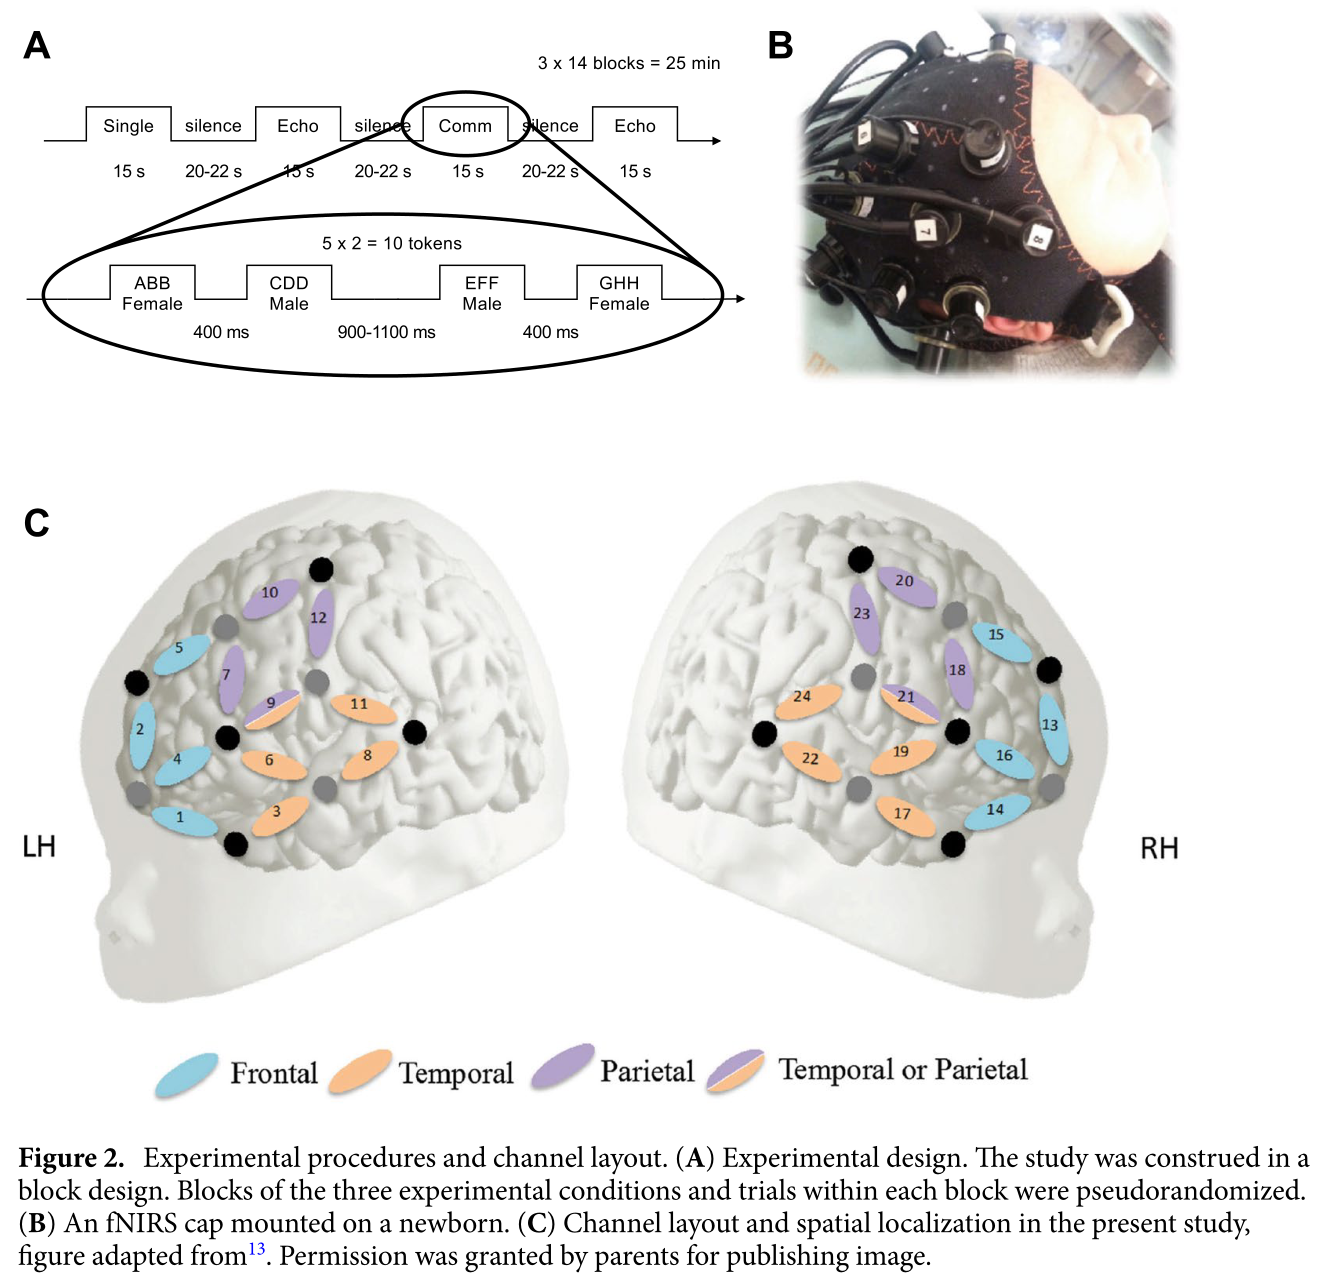 A
3 x 14 blocks = 25 min
Single silence Echo silence Comm silence Echo
15 s 20-22 s 15 s 20-22 s 15 s 20-22 s 15 s
5 x 2 = 10 tokens
ABB CDD EFF GHH
Female Male Male Female
400 ms 900-1100 ms 400 ms
B
6
7
8
C
10
12
5
7
9
11
2
4
6
8
3
1
LH
20
23
15
18
24
21
13
22
19
16
17
14
RH
Frontal Temporal Parietal Temporal or Parietal
Figure 2. Experimental procedures and channel layout. (A) Experimental design. The study was construed in a
block design. Blocks of the three experimental conditions and trials within each block were pseudorandomized.
(B) An fNIRS cap mounted on a newborn. (C) Channel layout and spatial localization in the present study,
figure adapted from13. Permission was granted by parents for publishing image.